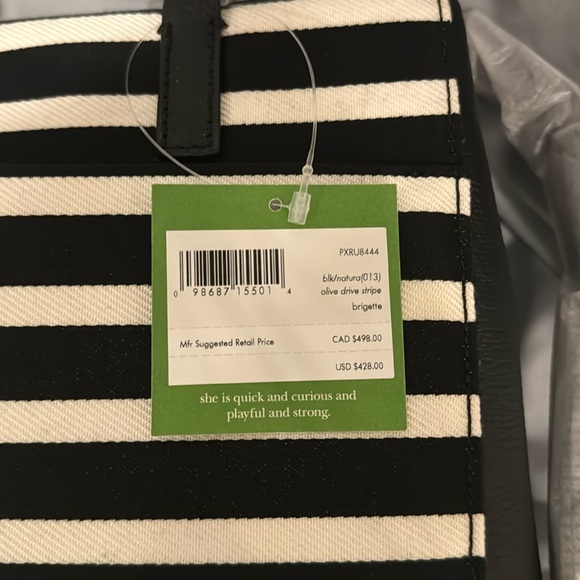 PXRU8444
0 98687 15501 4
blk/natura(013)
olive drive stripe
brigette
Mfr Suggested Retail Price CAD $498.00
USD $428.00
she is quick and curious and
playful and strong.